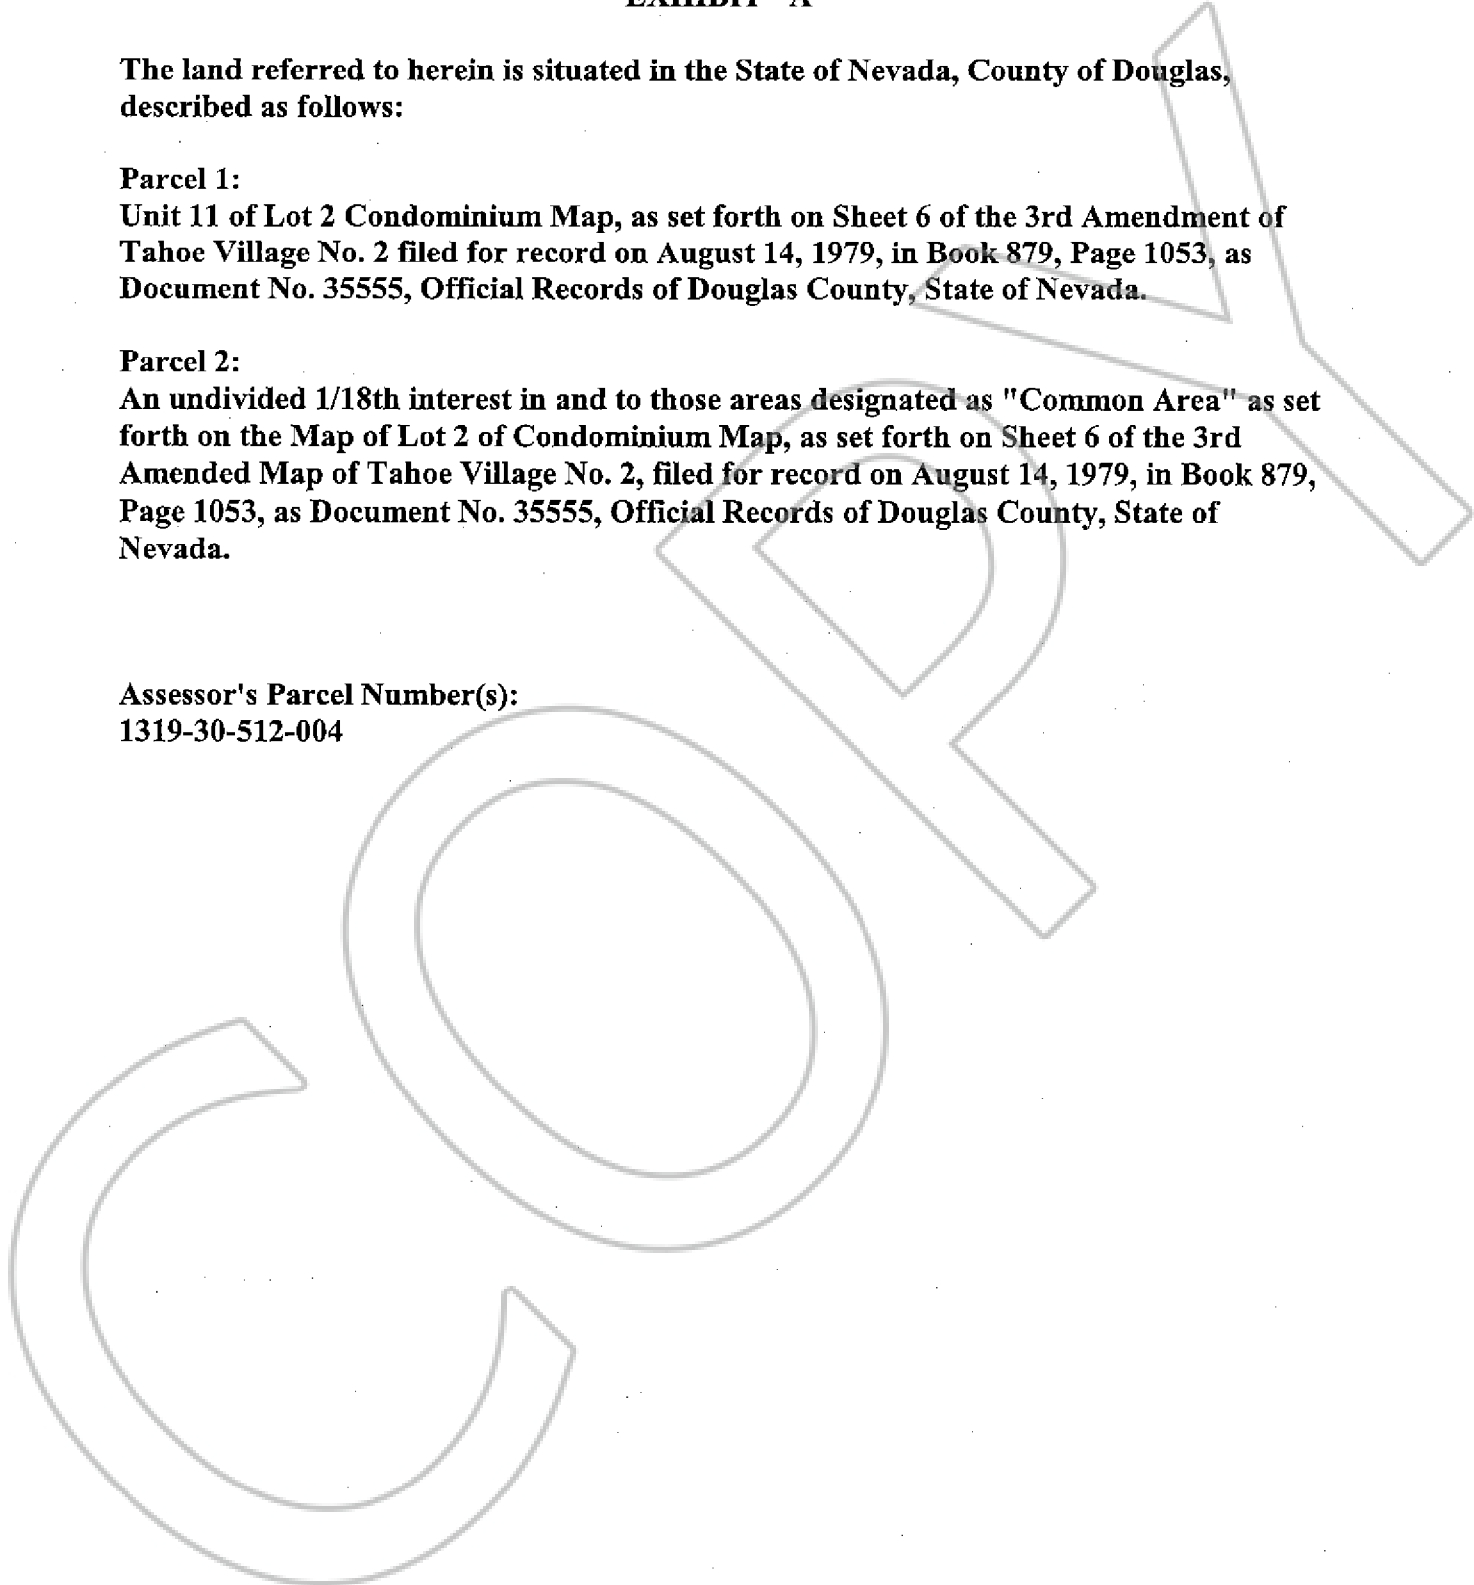 EXHIBIT "A"
The land referred to herein is situated in the State of Nevada, County of Douglas,
described as follows:
Parcel 1:
Unit 11 of Lot 2 Condominium Map, as set forth on Sheet 6 of the 3rd Amendment of
Tahoe Village No. 2 filed for record on August 14, 1979, in Book 879, Page 1053, as
Document No. 35555, Official Records of Douglas County, State of Nevada.
Parcel 2:
An undivided 1/18th interest in and to those areas designated as "Common Area" as set
forth on the Map of Lot 2 of Condominium Map, as set forth on Sheet 6 of the 3rd
Amended Map of Tahoe Village No. 2, filed for record on August 14, 1979, in Book 879,
Page 1053, as Document No. 35555, Official Records of Douglas County, State of
Nevada.
Assessor's Parcel Number(s):
1319-30-512-004
COPY